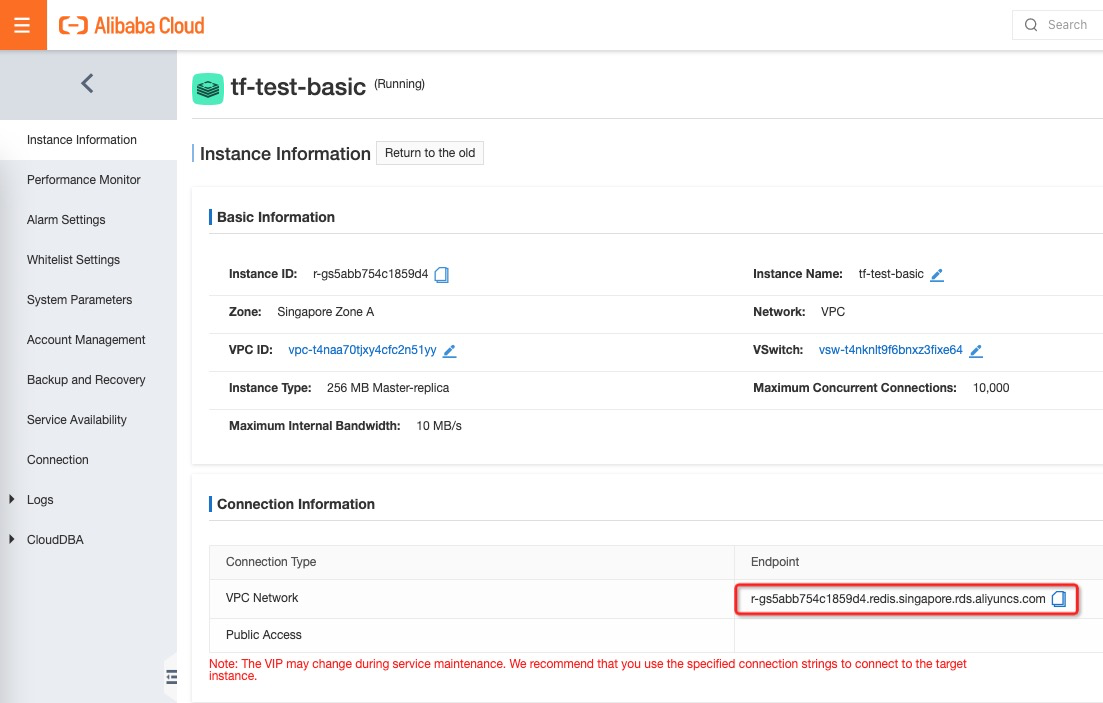 Alibaba Cloud
Search
tf-test-basic (Running)
Instance Information
Performance Monitor
Alarm Settings
Whitelist Settings
System Parameters
Account Management
Backup and Recovery
Service Availability
Connection
Logs
CloudDBA
Instance Information Return to the old
Basic Information
Instance ID: r-gs5abb754c1859d4
Instance Name: tf-test-basic
Zone: Singapore Zone A
Network: VPC
VPC ID: vpc-t4naa70tjxy4cfc2n51yy
VSwitch: vsw-t4nknlt9f6bnxz3fixe64
Instance Type: 256 MB Master-replica
Maximum Concurrent Connections: 10,000
Maximum Internal Bandwidth: 10 MB/s
Connection Information
Connection Type Endpoint
VPC Network r-gs5abb754c1859d4.redis.singapore.rds.aliyuncs.com
Public Access
Note: The VIP may change during service maintenance. We recommend that you use the specified connection strings to connect to the target
instance.